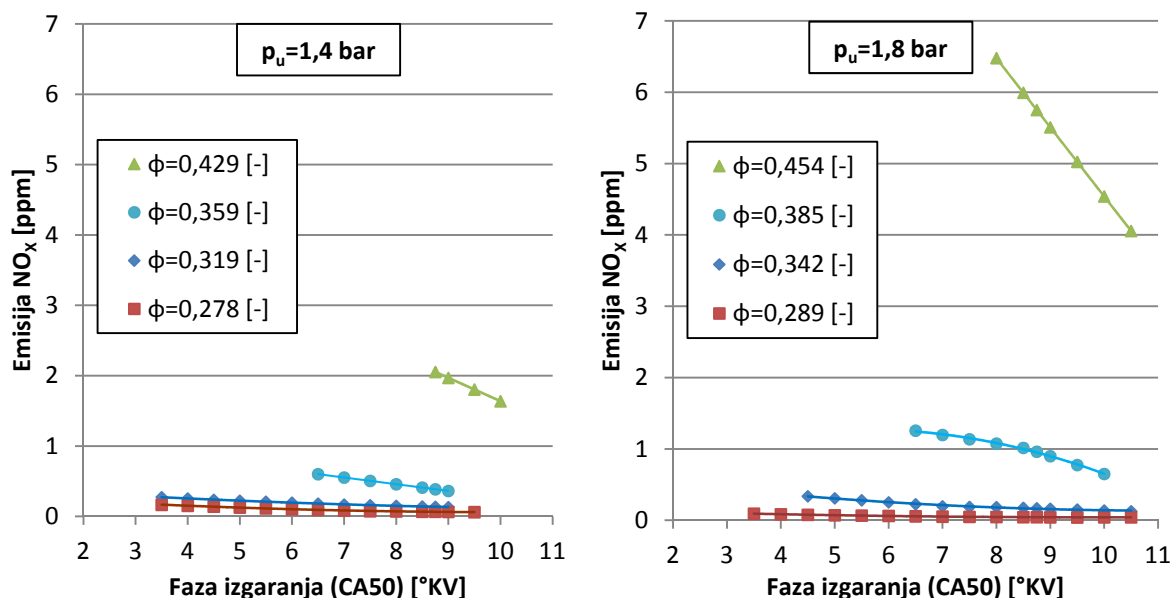 p_u=1,4 bar
Emisija NO_X [ppm]
7
6
5
4
3
2
1
0
ϕ=0,429 [-]
ϕ=0,359 [-]
ϕ=0,319 [-]
ϕ=0,278 [-]
2 3 4 5 6 7 8 9 10 11
Faza izgaranja (CA50) [°KV]
p_u=1,8 bar
Emisija NO_X [ppm]
7
6
5
4
3
2
1
0
ϕ=0,454 [-]
ϕ=0,385 [-]
ϕ=0,342 [-]
ϕ=0,289 [-]
2 3 4 5 6 7 8 9 10 11
Faza izgaranja (CA50) [°KV]